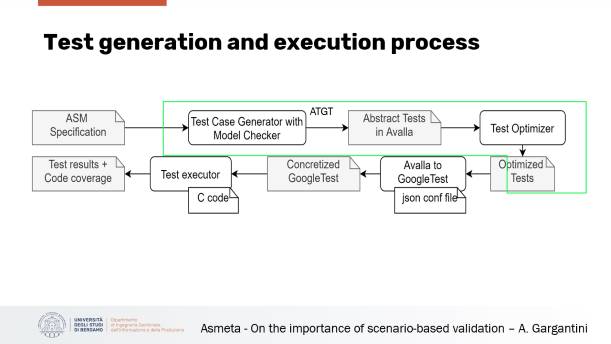 Test generation and execution process
ATGT
ASM
Specification
Test Case Generator with
Model Checker
Abstract Tests
in Avalla
Test Optimizer
Test results +
Code coverage
Test executor
C code
Concretized
GoogleTest
Avalla to
GoogleTest
json conf file
Optimized
Tests
UNIVERSITÀ
DEGLI STUDI
DI BERGAMO
Dipartimento
di Ingegneria Gestionale,
dell'Informazione e della Produzione
Asmeta - On the importance of scenario-based validation – A. Gargantini